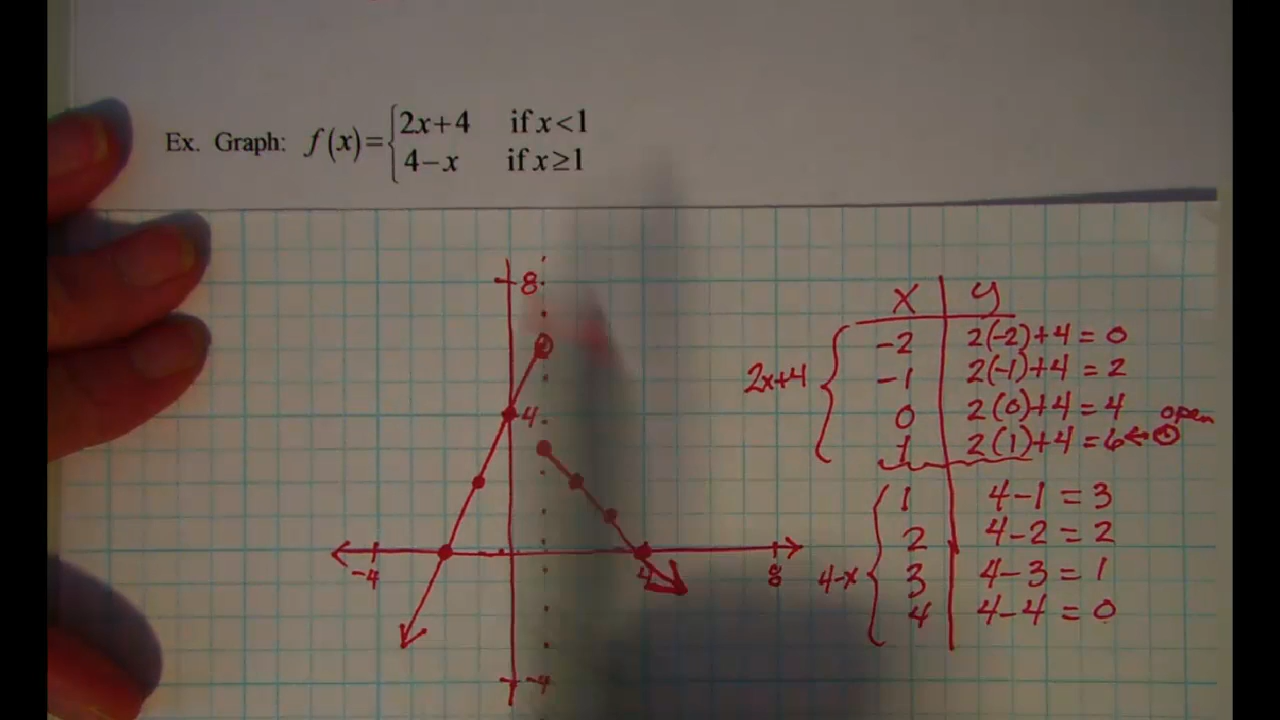 Ex. Graph: f(x)={2x+4 if x<1
4−x if x≥1
8
4
-4
4
8
-4
x | y
2x+4 { -2 | 2(-2)+4 = 0
-1 | 2(-1)+4 = 2
0 | 2(0)+4 = 4
1 | 2(1)+4 = 6 ← open
4-x { 1 | 4-1 = 3
2 | 4-2 = 2
3 | 4-3 = 1
4 | 4-4 = 0